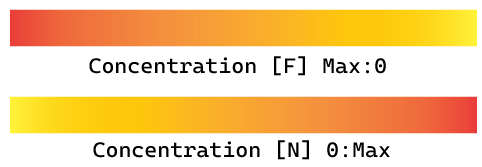 Concentration [F] Max:0
Concentration [N] 0:Max